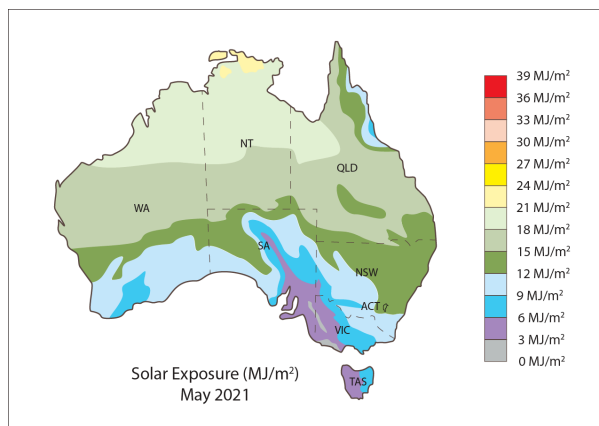 NT
QLD
WA
SA
NSW
ACT
VIC
TAS
Solar Exposure (MJ/m²)
May 2021
39 MJ/m²
36 MJ/m²
33 MJ/m²
30 MJ/m²
27 MJ/m²
24 MJ/m²
21 MJ/m²
18 MJ/m²
15 MJ/m²
12 MJ/m²
9 MJ/m²
6 MJ/m²
3 MJ/m²
0 MJ/m²